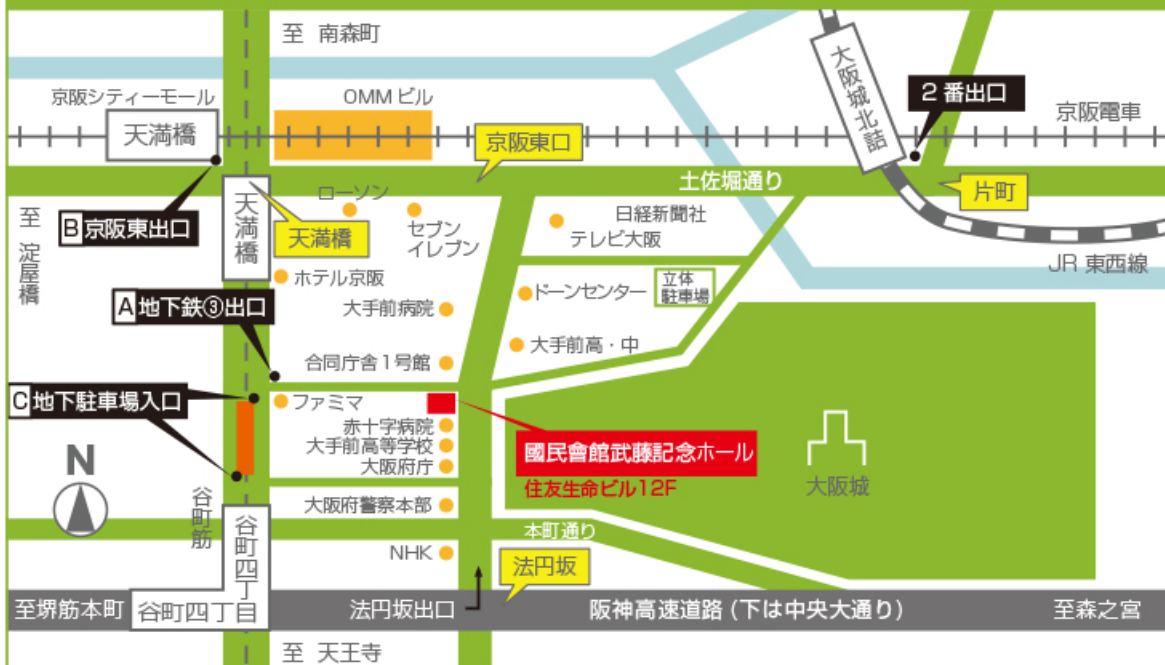 至 南森町
京阪シティーモール
OMMビル
天満橋
京阪東口
大阪城北詰
2番出口
京阪電車
土佐堀通り
片町
至 淀屋橋
B 京阪東出口
天満橋
天満橋
ローソン
セブン
イレブン
日経新聞社
テレビ大阪
JR 東西線
ホテル京阪
ドーンセンター
立体
駐車場
A 地下鉄③出口
大手前病院
大手前高・中
合同庁舎1号館
C 地下駐車場入口
ファミマ
赤十字病院
大手前高等学校
大阪府庁
國民會館武藤記念ホール
住友生命ビル12F
大阪城
N
谷町筋
大阪府警察本部
本町通り
NHK
法円坂
谷町四丁目
至堺筋本町
谷町四丁目
法円坂出口
阪神高速道路(下は中央大通り)
至森之宮
至 天王寺